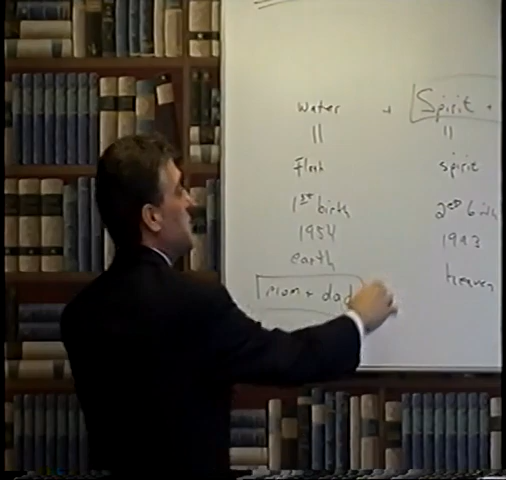 water + Spirit +
|| ||
Flesh spirit
1st birth 2nd birth
1954 1993
earth heaven
mom + dad